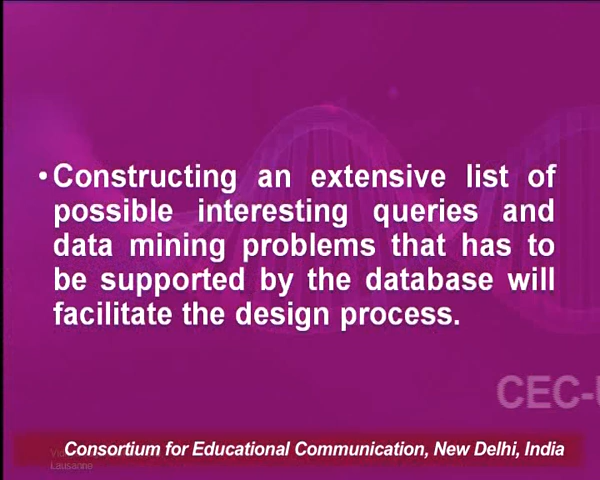 • Constructing an extensive list of
possible interesting queries and
data mining problems that has to
be supported by the database will
facilitate the design process.
CEC-U
Consortium for Educational Communication, New Delhi, India
Lausanne